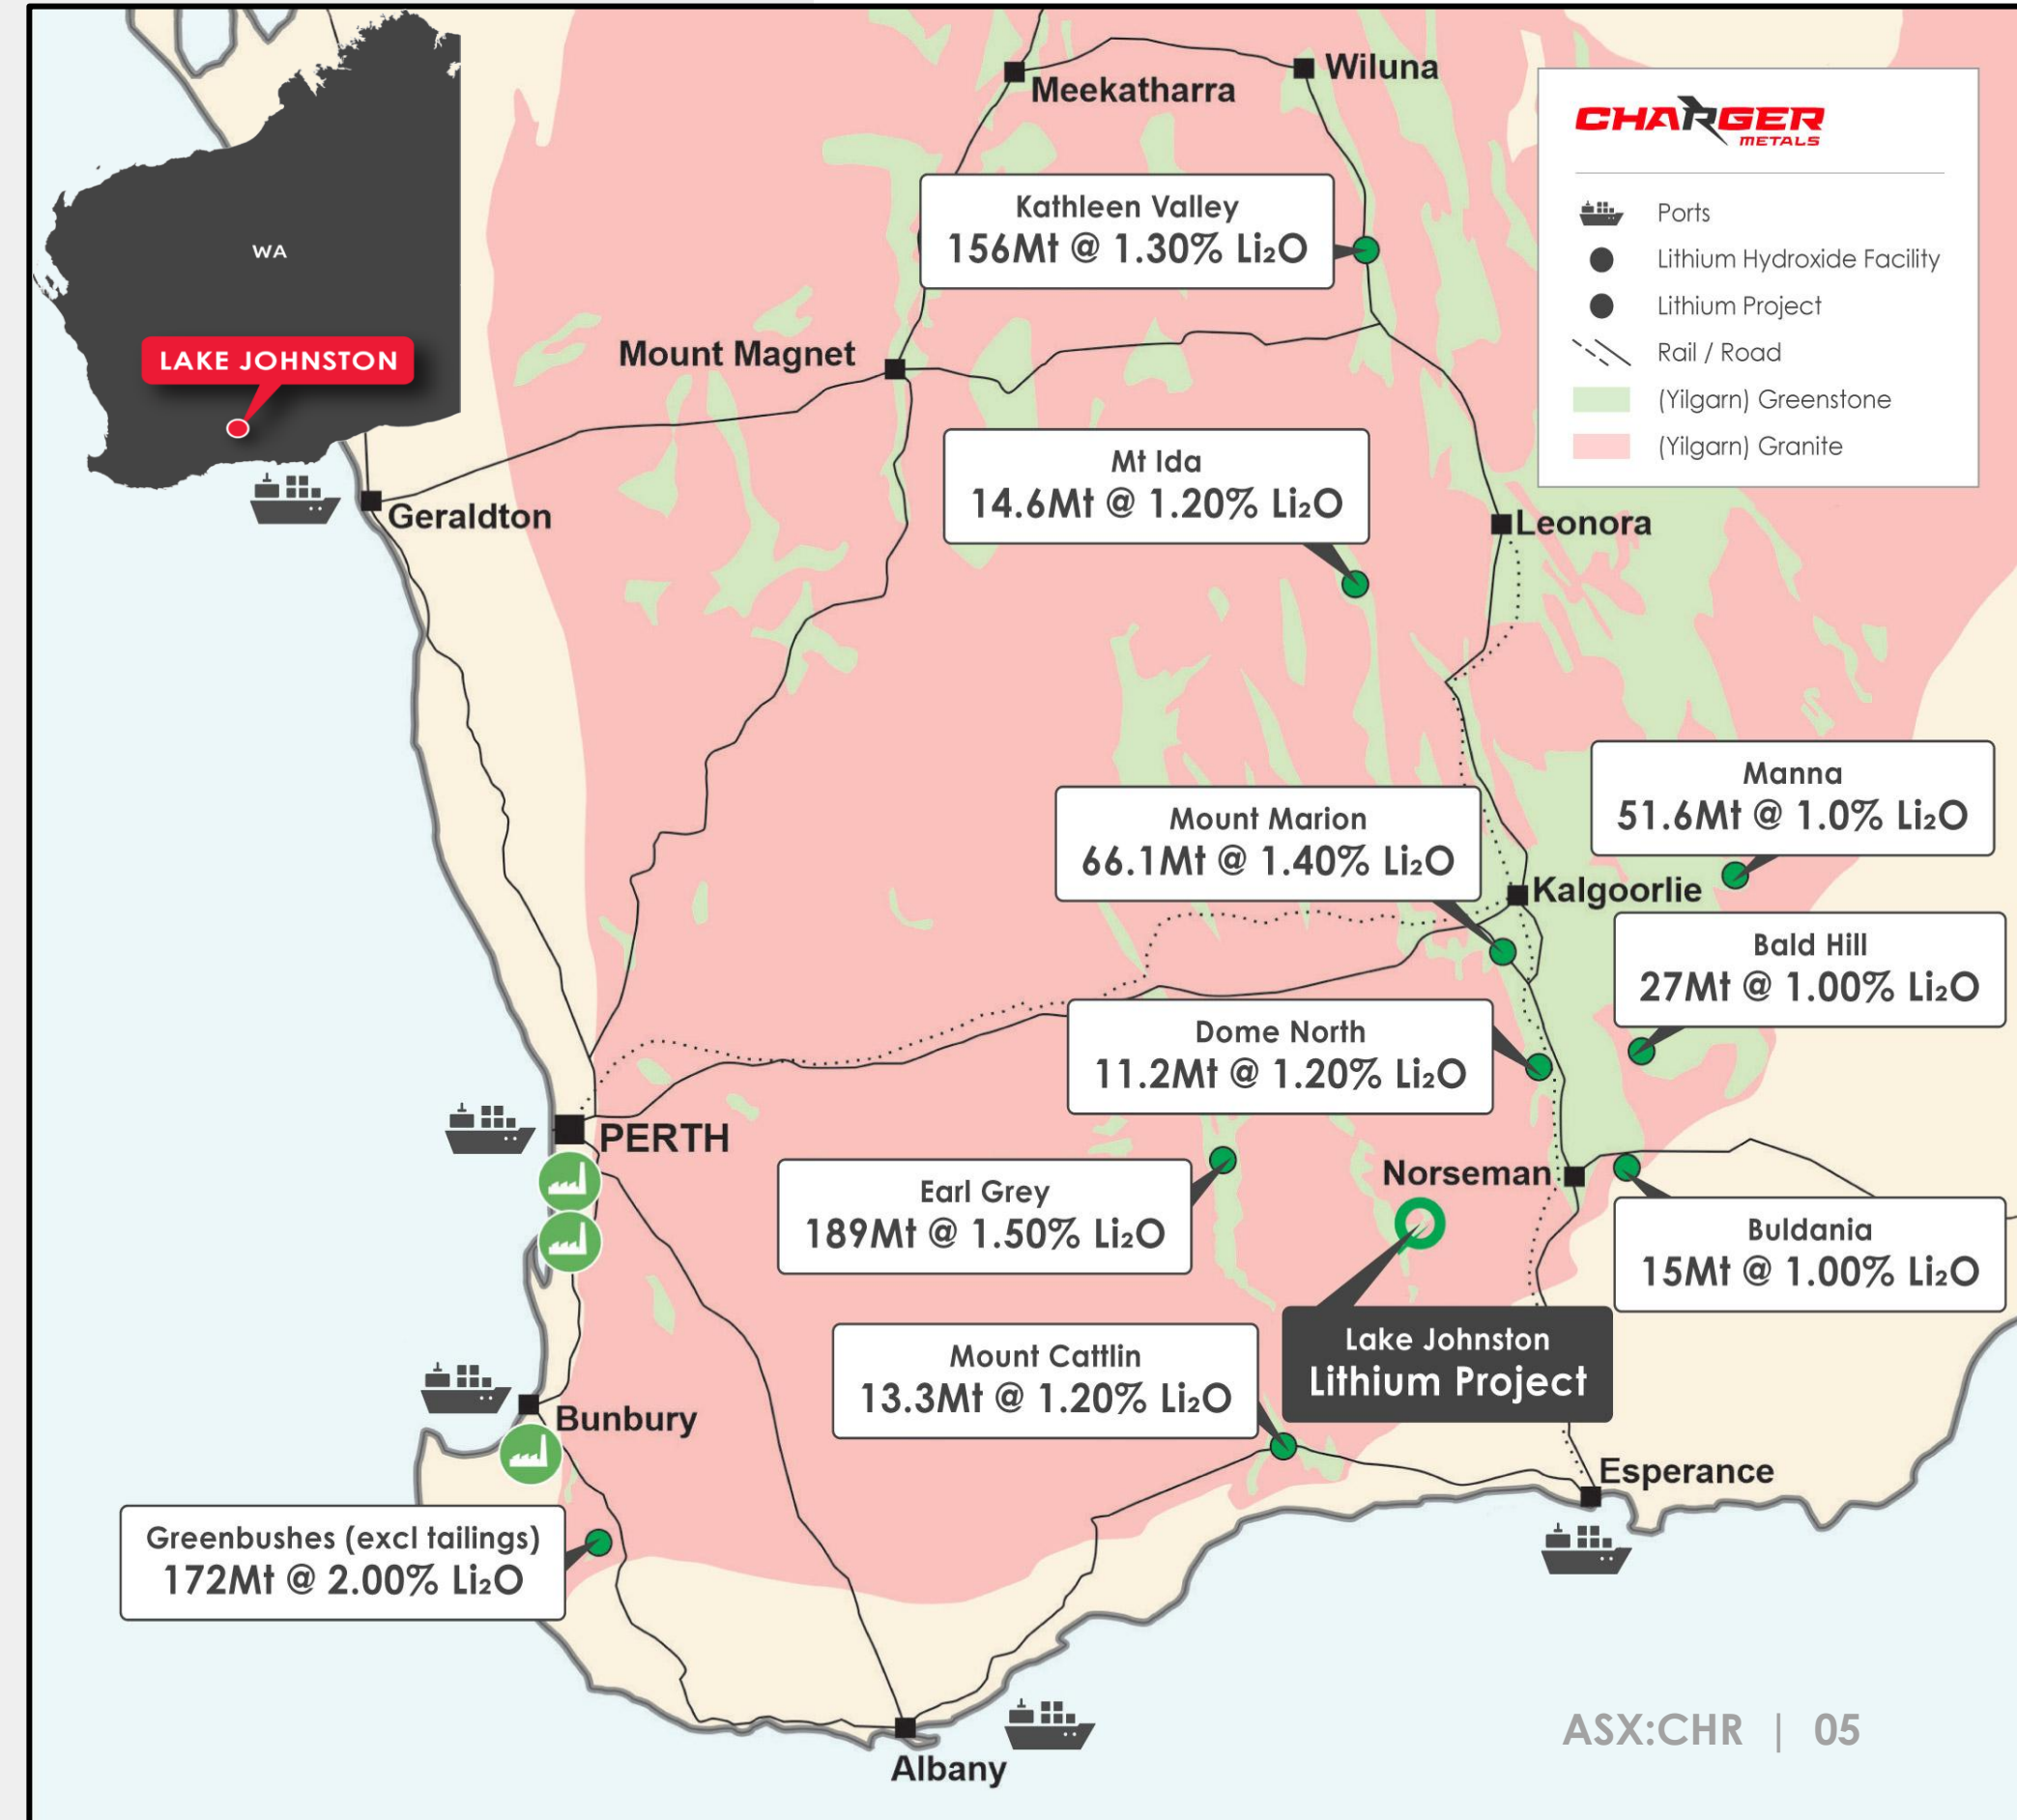 Meekatharra
Wiluna
CHARGER
METALS
Ports
Lithium Hydroxide Facility
Lithium Project
Rail / Road
(Yilgarn) Greenstone
(Yilgarn) Granite
WA
LAKE JOHNSTON
Kathleen Valley
156Mt @ 1.30% Li₂O
Mount Magnet
Mt Ida
14.6Mt @ 1.20% Li₂O
Geraldton
Leonora
Manna
51.6Mt @ 1.0% Li₂O
Mount Marion
66.1Mt @ 1.40% Li₂O
Kalgoorlie
Bald Hill
27Mt @ 1.00% Li₂O
Dome North
11.2Mt @ 1.20% Li₂O
PERTH
Earl Grey
189Mt @ 1.50% Li₂O
Norseman
Buldania
15Mt @ 1.00% Li₂O
Mount Cattlin
13.3Mt @ 1.20% Li₂O
Lake Johnston
Lithium Project
Bunbury
Esperance
Greenbushes (excl tailings)
172Mt @ 2.00% Li₂O
Albany
ASX:CHR | 05